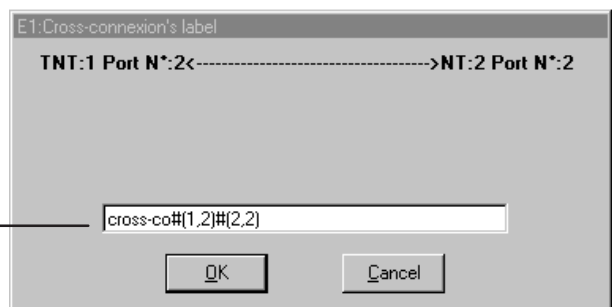 E1:Cross-connexion's label
TNT:1 Port N*:2<------------------------------------>NT:2 Port N*:2
cross-co#(1,2)#(2,2)
OK Cancel